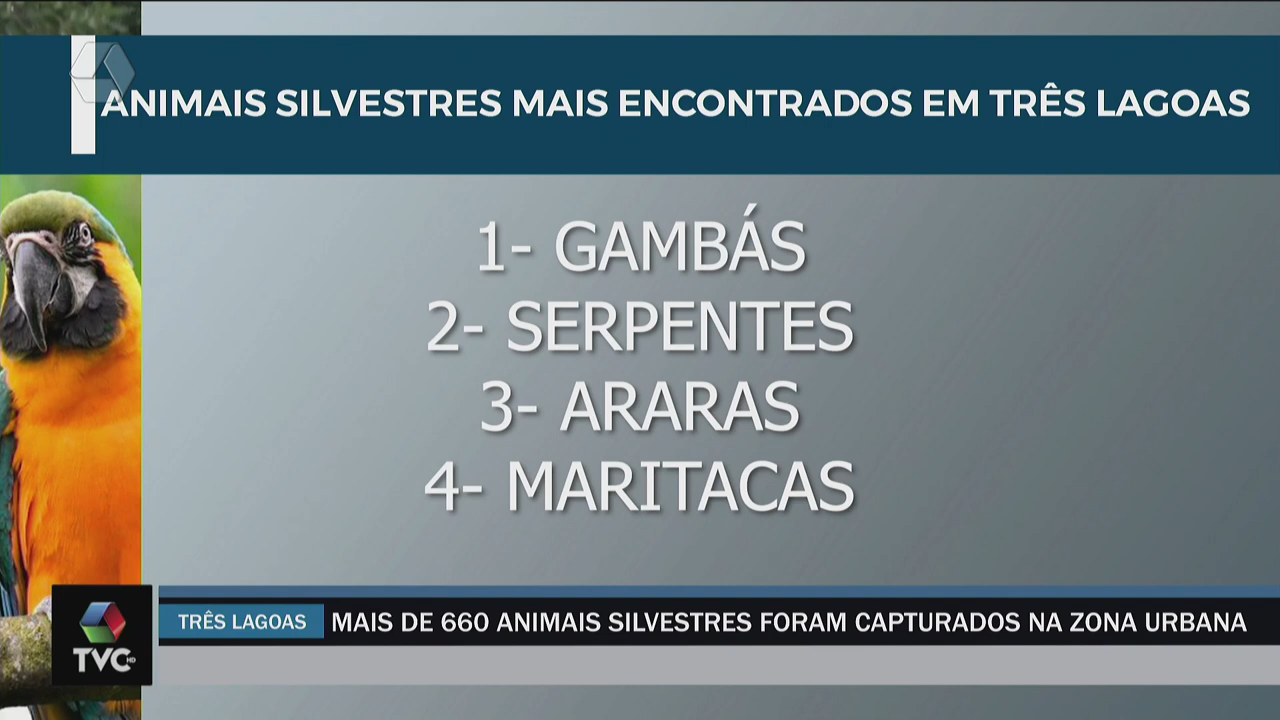 ANIMAIS SILVESTRES MAIS ENCONTRADOS EM TRÊS LAGOAS
1- GAMBÁS
2- SERPENTES
3- ARARAS
4- MARITACAS
TRÊS LAGOAS MAIS DE 660 ANIMAIS SILVESTRES FORAM CAPTURADOS NA ZONA URBANA
TVC HD